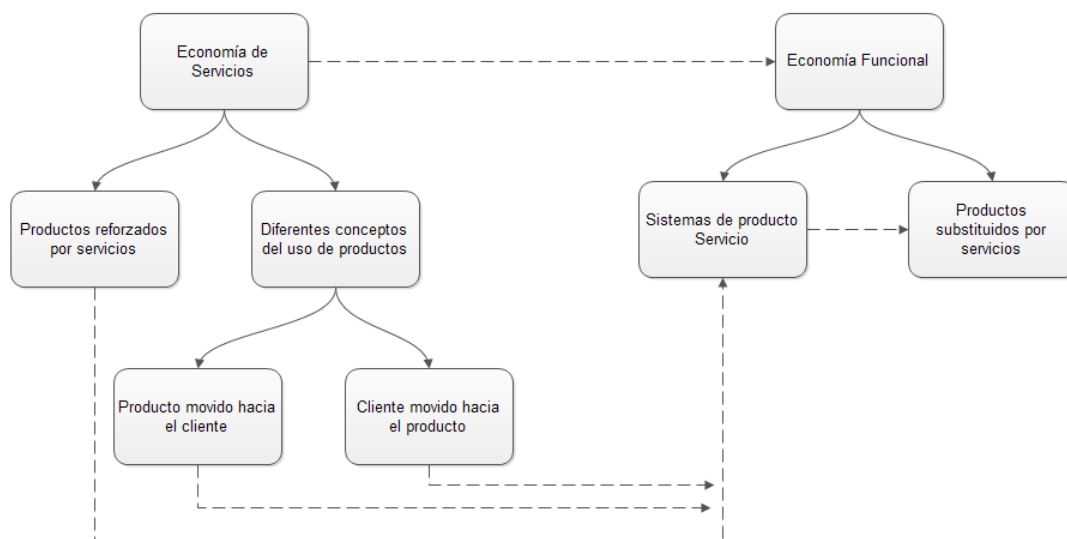 Economía de
Servicios
Economía Funcional
Productos reforzados
por servicios
Diferentes conceptos
del uso de productos
Sistemas de producto
Servicio
Productos
substituidos por
servicios
Producto movido hacia
el cliente
Cliente movido hacia
el producto